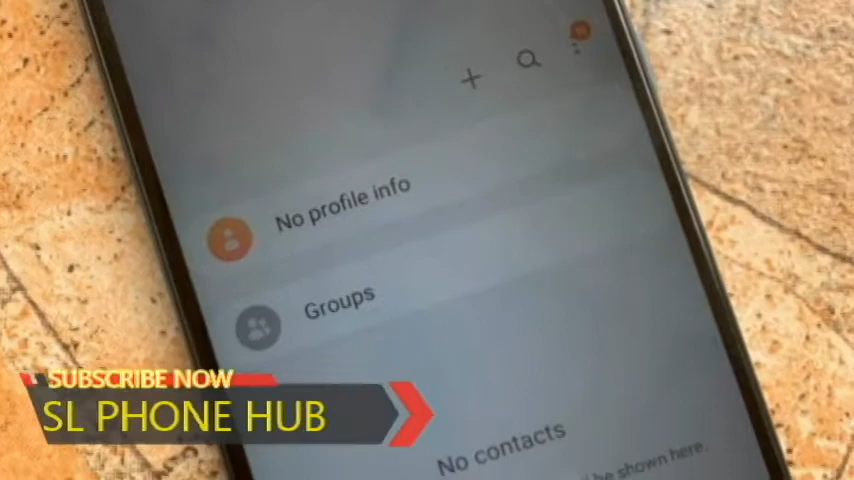 No profile info
Groups
No contacts
be shown here.
SUBSCRIBE NOW
SL PHONE HUB